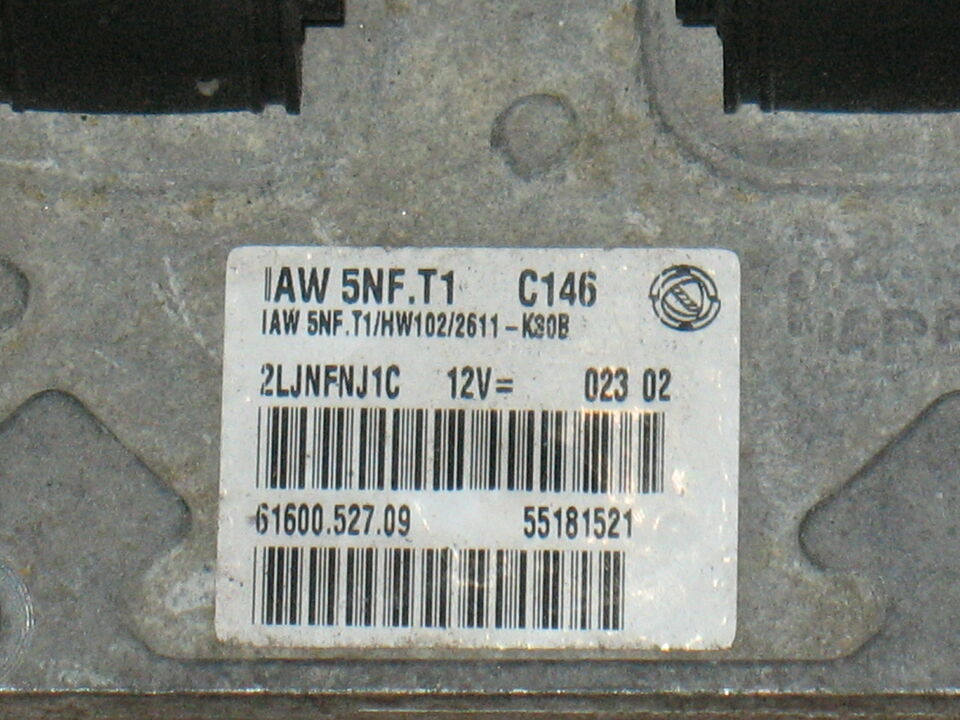 IAW 5NF.T1 C146
IAW 5NF.T1/HW102/2611-K30B
2LJNFNJ1C 12V= 023 02
61600.527.09 55181521